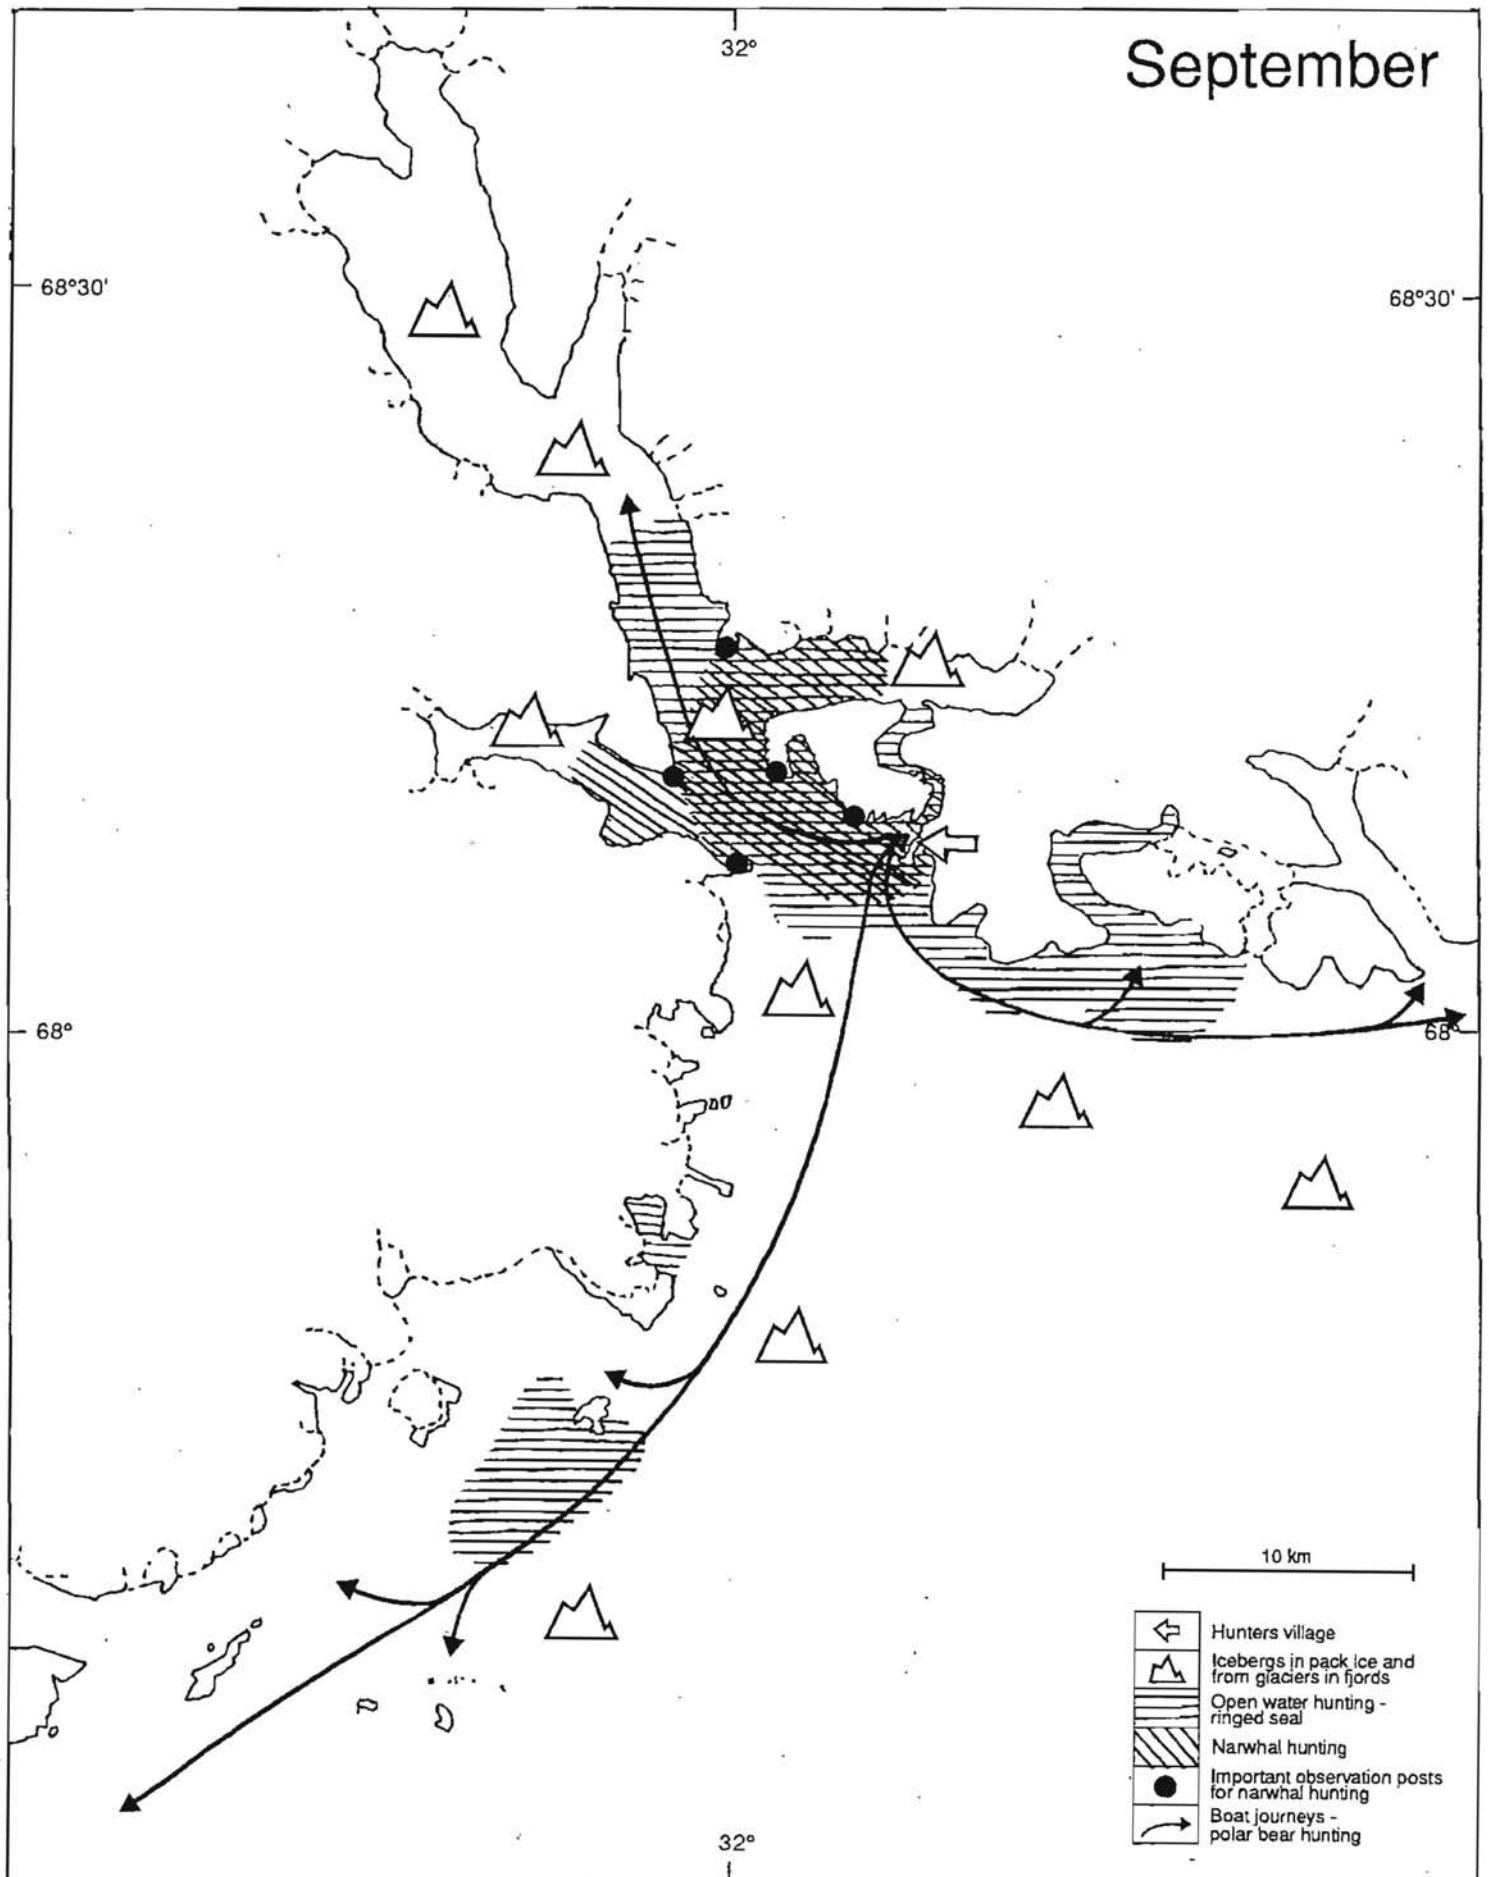 32°
September
68°30'
68°30'
68°
68°
10 km
Hunters village
Icebergs in pack ice and
from glaciers in fjords
Open water hunting -
ringed seal
Narwhal hunting
Important observation posts
for narwhal hunting
Boat journeys -
polar bear hunting
32°